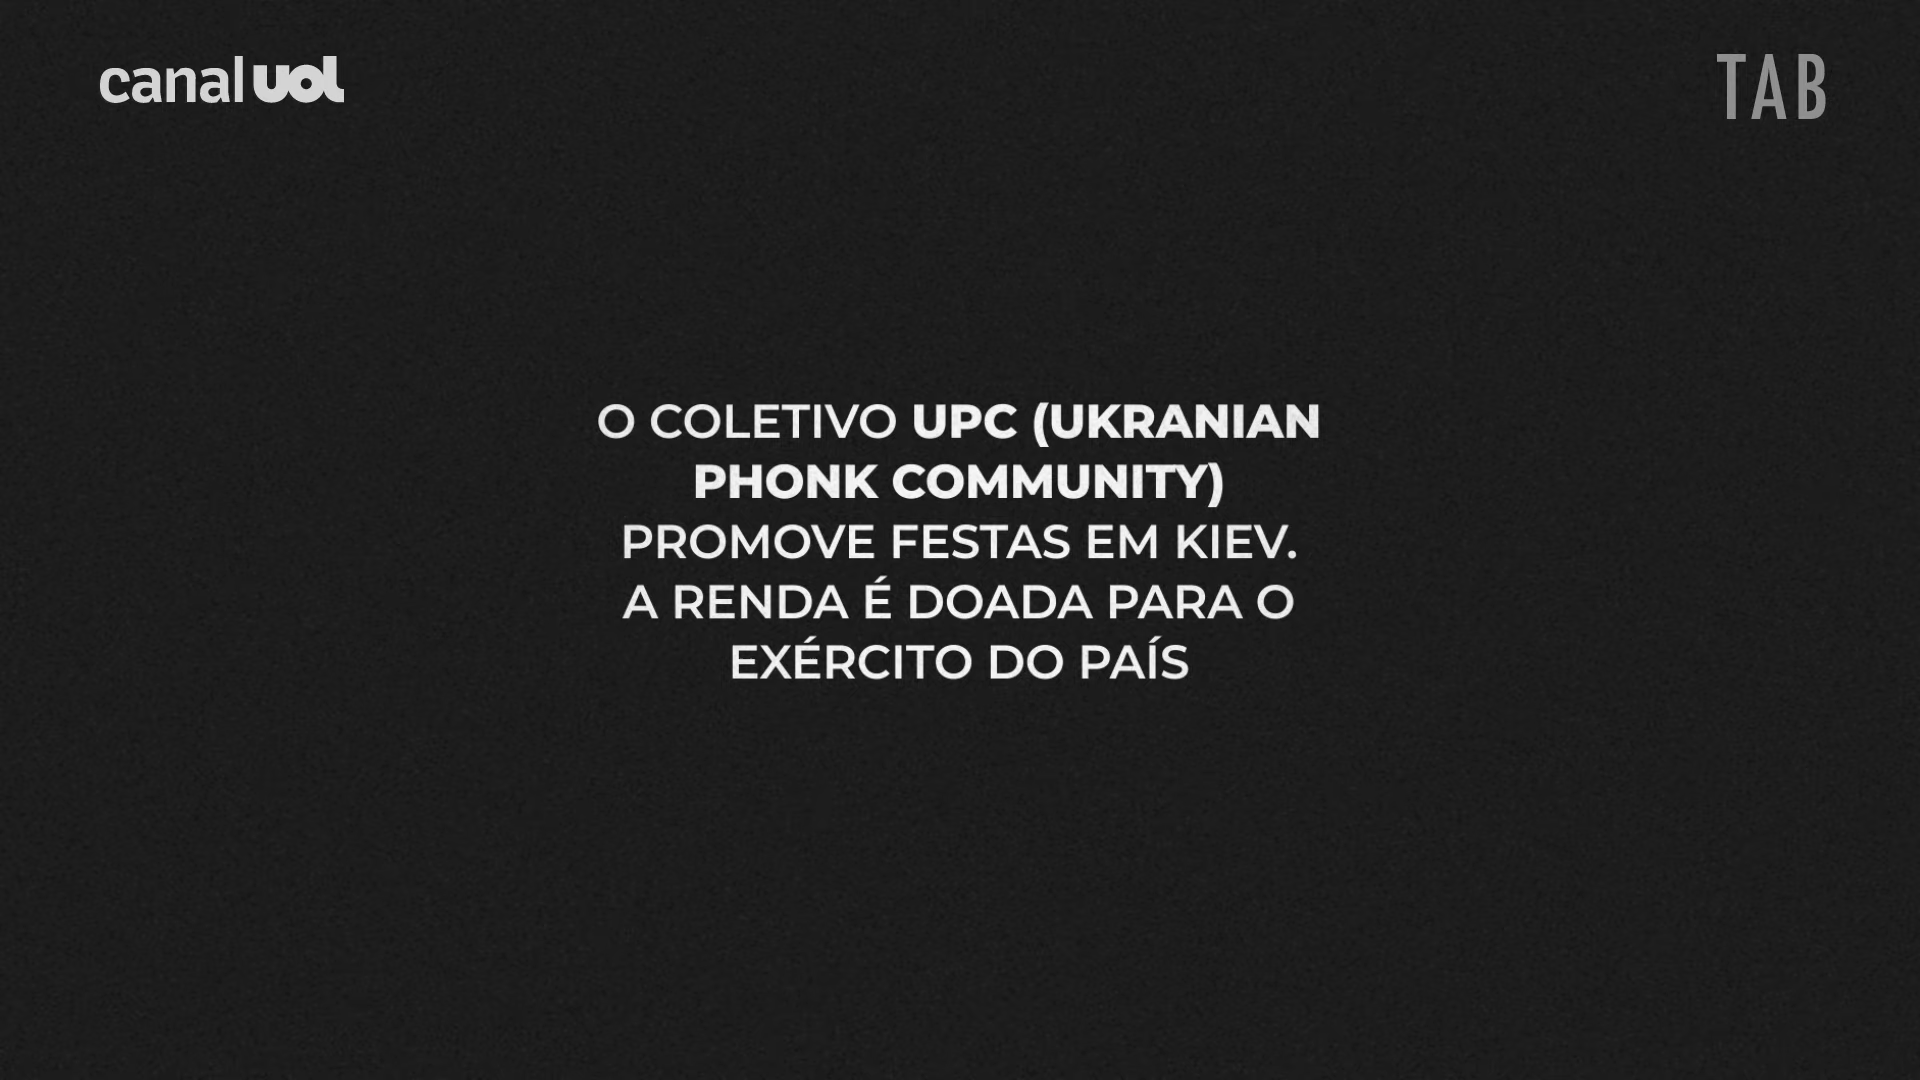 canal uol
TAB
O COLETIVO UPC (UKRANIAN
PHONK COMMUNITY)
PROMOVE FESTAS EM KIEV.
A RENDA É DOADA PARA O
EXÉRCITO DO PAÍS